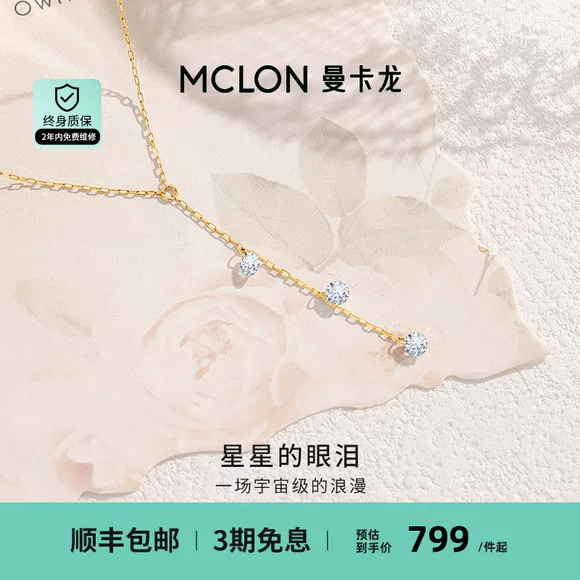 MCLON 曼卡龙
终身质保
2年内免费维修
星星的眼泪
一场宇宙级的浪漫
顺丰包邮 | 3期免息 | 预估到手价 799 /件起